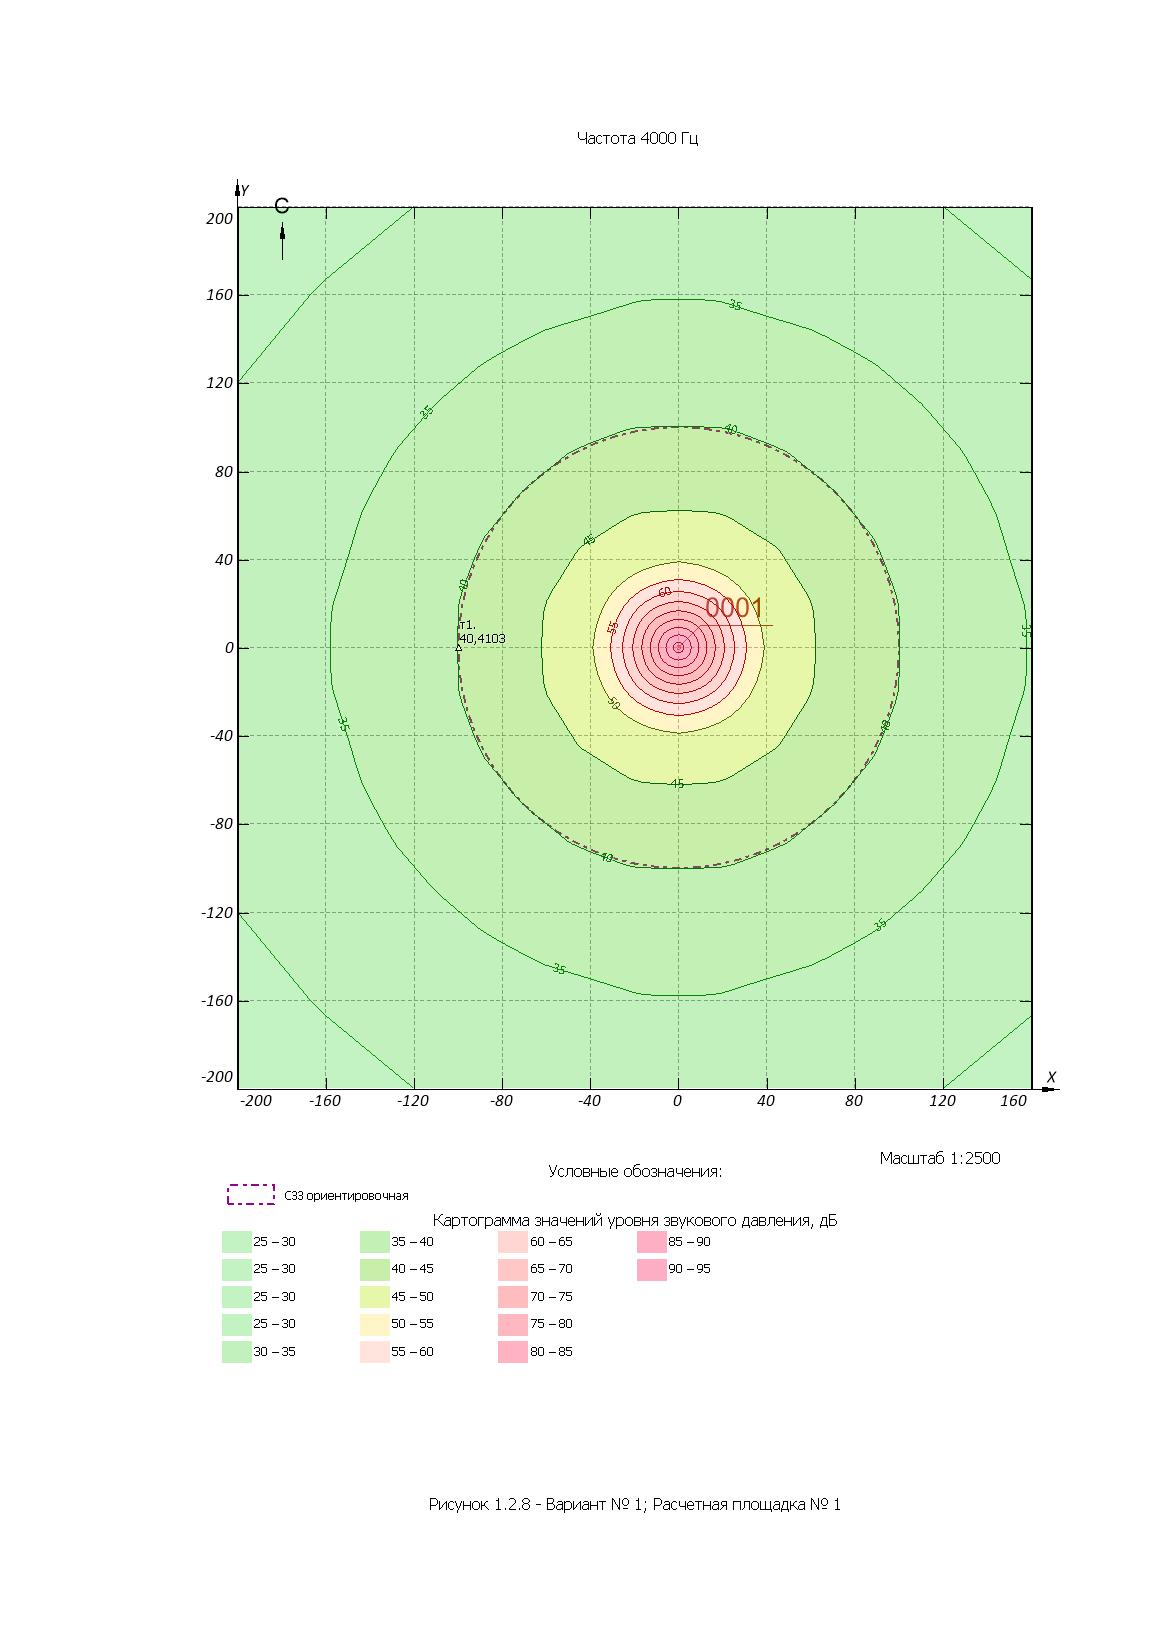 Частота 4000 Гц
Y
С
200
160
120
80
40
0
-40
-80
-120
-160
-200
35
35
40
45
40
60
0001
55
т1.
40,4103
35
50
35
40
45
40
35
35
X
-200 -160 -120 -80 -40 0 40 80 120 160
Масштаб 1:2500
Условные обозначения:
СЗЗ ориентировочная
Картограмма значений уровня звукового давления, дБ
25 – 30 35 – 40 60 – 65 85 – 90
25 – 30 40 – 45 65 – 70 90 – 95
25 – 30 45 – 50 70 – 75
25 – 30 50 – 55 75 – 80
30 – 35 55 – 60 80 – 85
Рисунок 1.2.8 - Вариант № 1; Расчетная площадка № 1